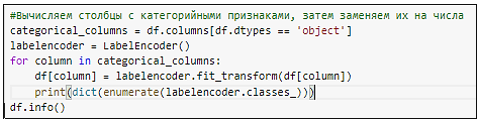 #Вычисляем столбцы с категорийными признаками, затем заменяем их на числа
categorical_columns = df.columns[df.dtypes == 'object']
labelencoder = LabelEncoder()
for column in categorical_columns:
    df[column] = labelencoder.fit_transform(df[column])
    print(dict(enumerate(labelencoder.classes_)))
df.info()